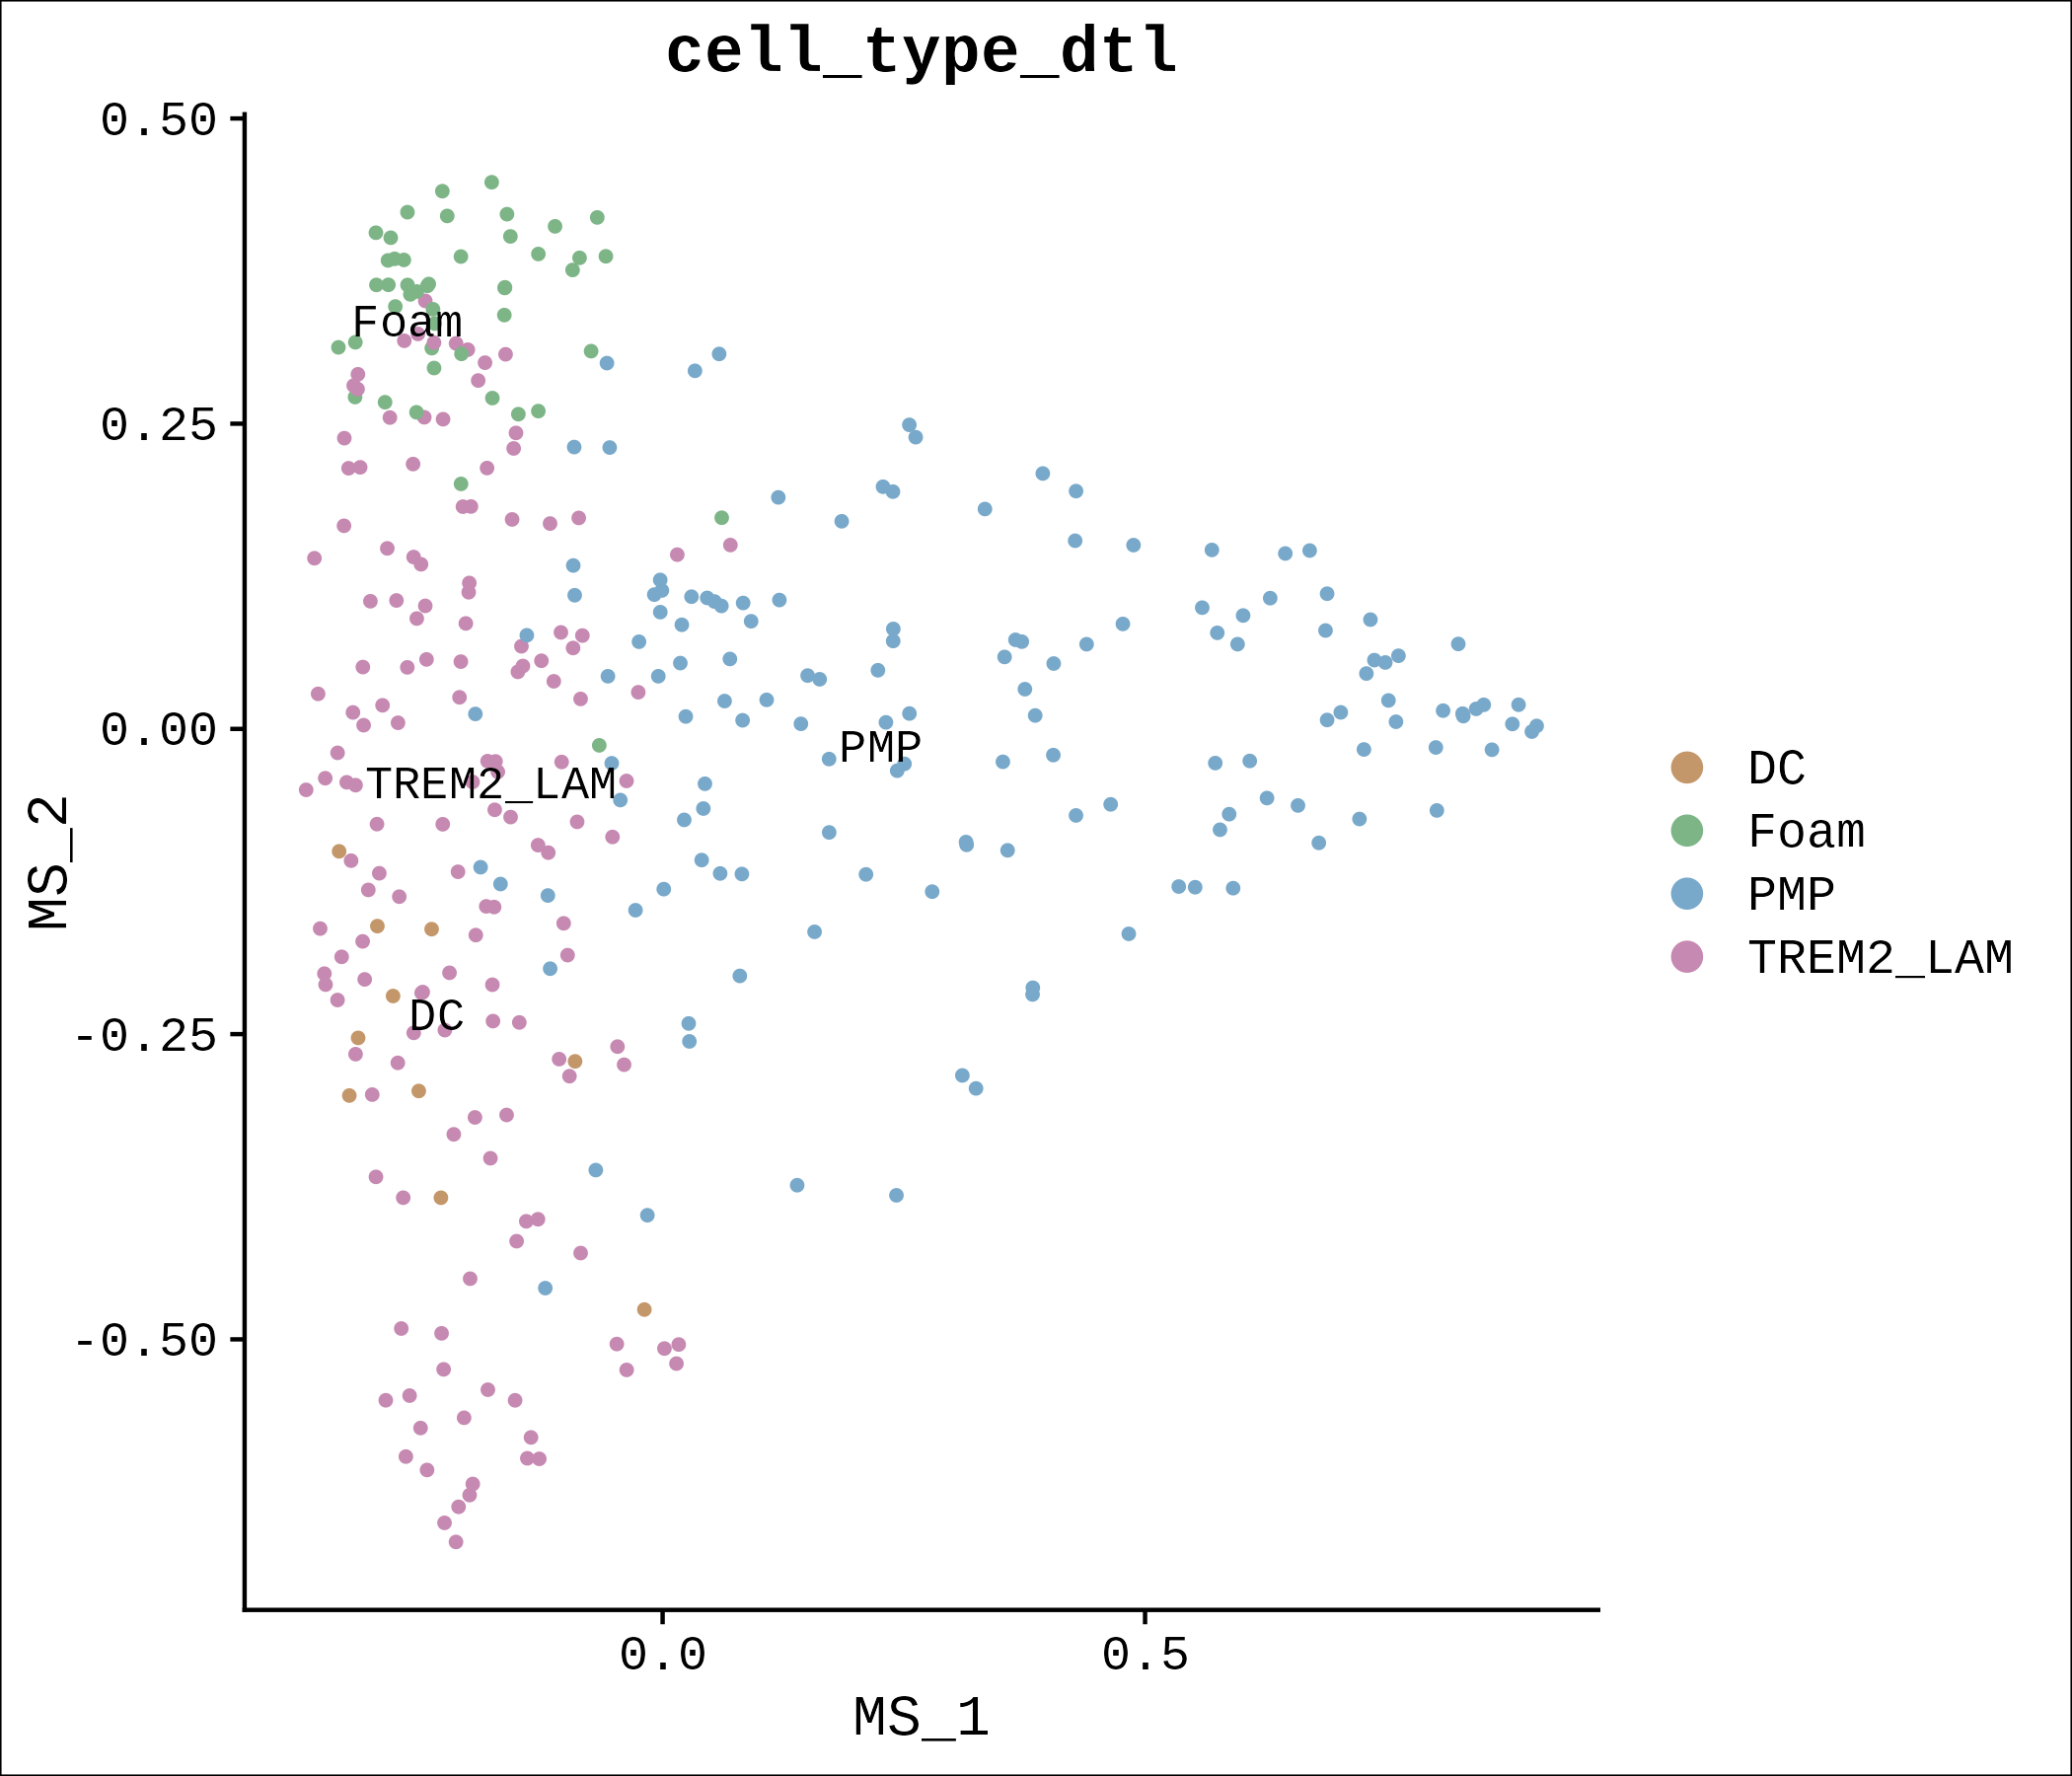 cell_type_dtl
0.50
0.25
0.00
-0.25
-0.50
MS_2
Foam
PMP
TREM2_LAM
DC
0.0
0.5
MS_1
DC
Foam
PMP
TREM2_LAM